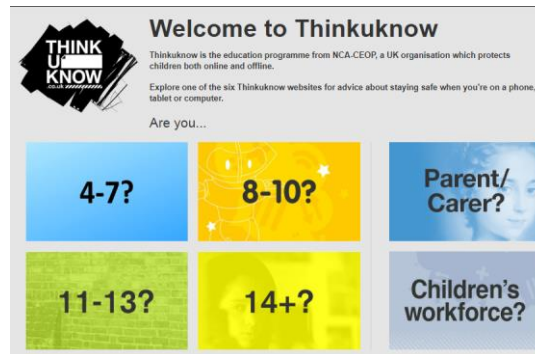 THINK
U
KNOW
.co.uk
Welcome to Thinkuknow
Thinkuknow is the education programme from NCA-CEOP, a UK organisation which protects
children both online and offline.
Explore one of the six Thinkuknow websites for advice about staying safe when you're on a phone,
tablet or computer.
Are you...
4-7?
8-10?
Parent/
Carer?
11-13?
14+?
Children's
workforce?